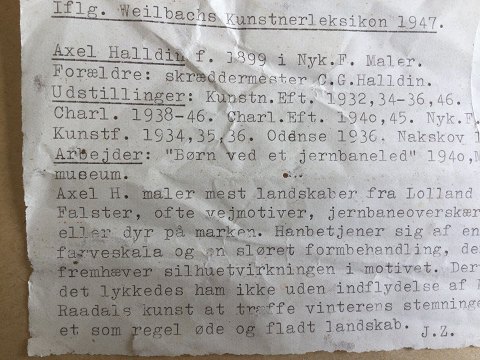 Iflg. Weilbachs Kunstnerleksikon 1947.
Axel Halldin f. 1899 i Nyk.F. Maler.
Forældre: skræddermester C.G.Halldin.
Udstillinger: Kunstn.Eft. 1932,34-36,46.
Charl. 1938-46. Charl.Eft. 194o,45. Nyk.F.
Kunstf. 1934,35,36. Odense 1936. Nakskov 1
Arbejder: "Børn ved et jernbaneled" 194o,N
museum.
Axel H. maler mest landskaber fra Lolland
Falster, ofte vejmotiver, jernbaneoverskær
eller dyr på marken. Hanbetjener sig af en
farveskala og en sløret formbehandling, de
fremhæver silhuetvirkningen i motivet. Der
det lykkedes ham ikke uden indflydelse af
Raadals kunst at træffe vinterens stemning
et som regel øde og fladt landskab. J.Z.